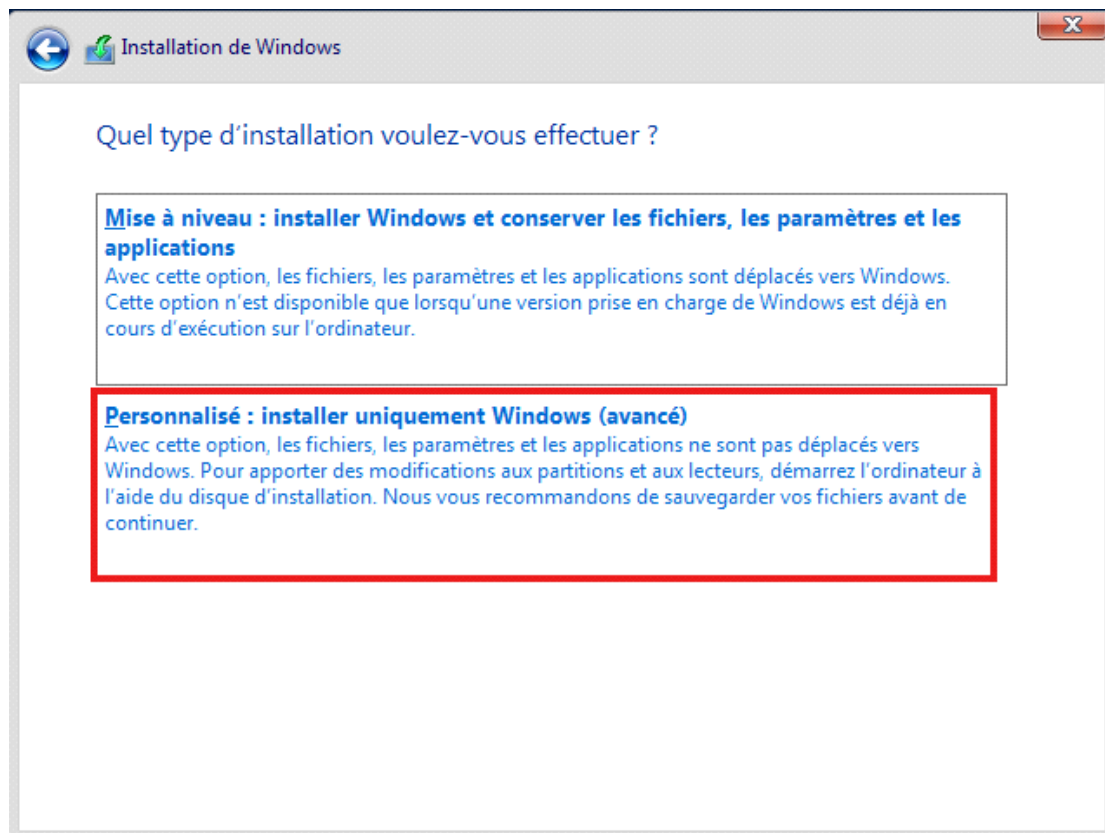 Installation de Windows
Quel type d'installation voulez-vous effectuer ?
Mise à niveau : installer Windows et conserver les fichiers, les paramètres et les
applications
Avec cette option, les fichiers, les paramètres et les applications sont déplacés vers Windows.
Cette option n'est disponible que lorsqu'une version prise en charge de Windows est déjà en
cours d'exécution sur l'ordinateur.
Personnalisé : installer uniquement Windows (avancé)
Avec cette option, les fichiers, les paramètres et les applications ne sont pas déplacés vers
Windows. Pour apporter des modifications aux partitions et aux lecteurs, démarrez l'ordinateur à
l'aide du disque d'installation. Nous vous recommandons de sauvegarder vos fichiers avant de
continuer.